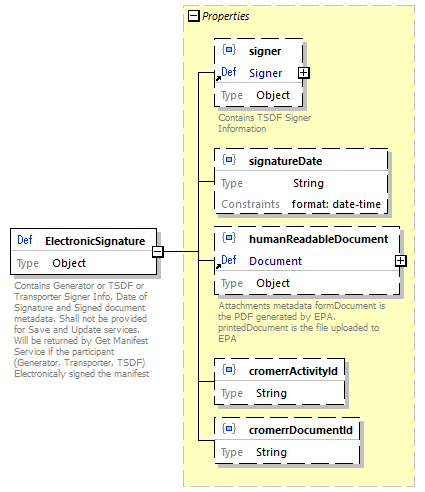 Properties
signer
Def Signer
Type Object
Contains TSDF Signer
Information
signatureDate
Type String
Constraints format: date-time
Def ElectronicSignature
Type Object
Contains Generator or TSDF or
Transporter Signer Info, Date of
Signature and Signed document
metadata. Shall not be provided
for Save and Update services.
Will be returned by Get Manifest
Service if the participant
(Generator, Transporter, TSDF)
Electronicaly signed the manifest
humanReadableDocument
Def Document
Type Object
Attachments metadata formDocument is
the PDF generated by EPA.
printedDocument is the file uploaded to
EPA
cromerrActivityId
Type String
cromerrDocumentId
Type String